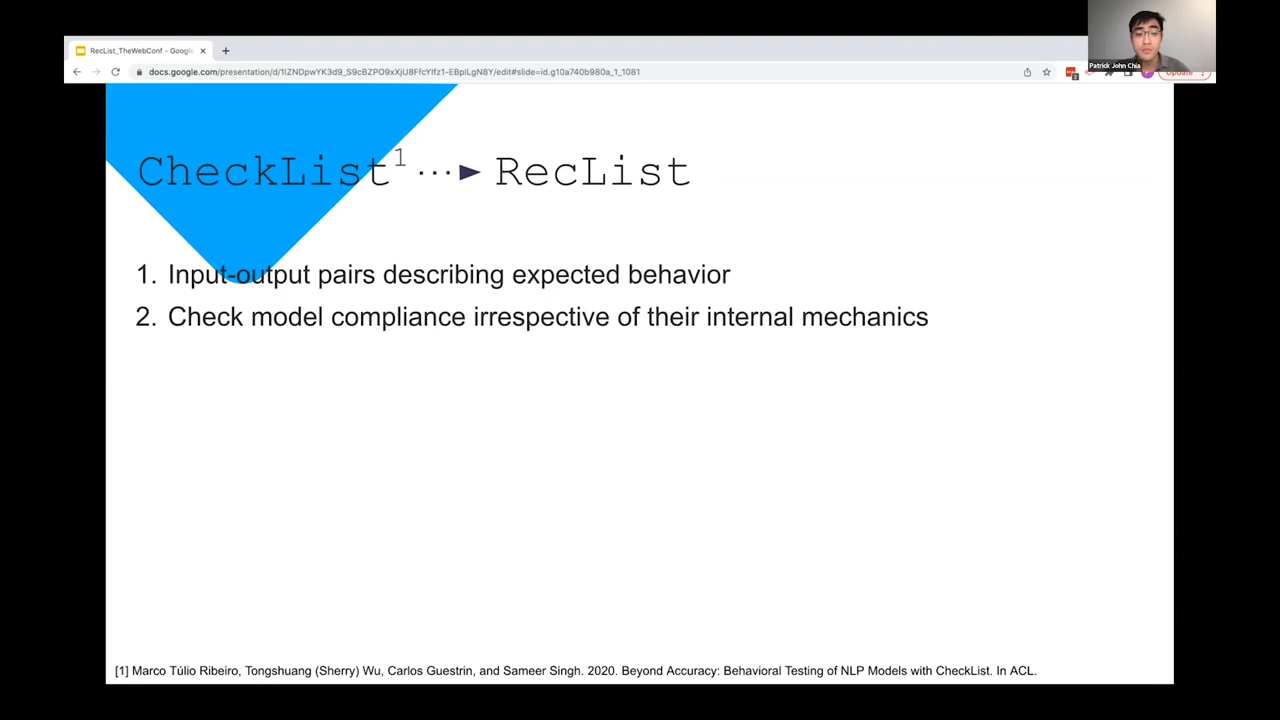 RecList_TheWebConf - Google
docs.google.com/presentation/d/1lZNDpwYK3d9_S9cBZPO9xXjU8FfcYlfz1-EBplLgN8Y/edit#slide=id.g10a740b980a_1_1081
Update
Patrick John Chia
CheckList¹ ···► RecList
1. Input-output pairs describing expected behavior
2. Check model compliance irrespective of their internal mechanics
[1] Marco Túlio Ribeiro, Tongshuang (Sherry) Wu, Carlos Guestrin, and Sameer Singh. 2020. Beyond Accuracy: Behavioral Testing of NLP Models with CheckList. In ACL.